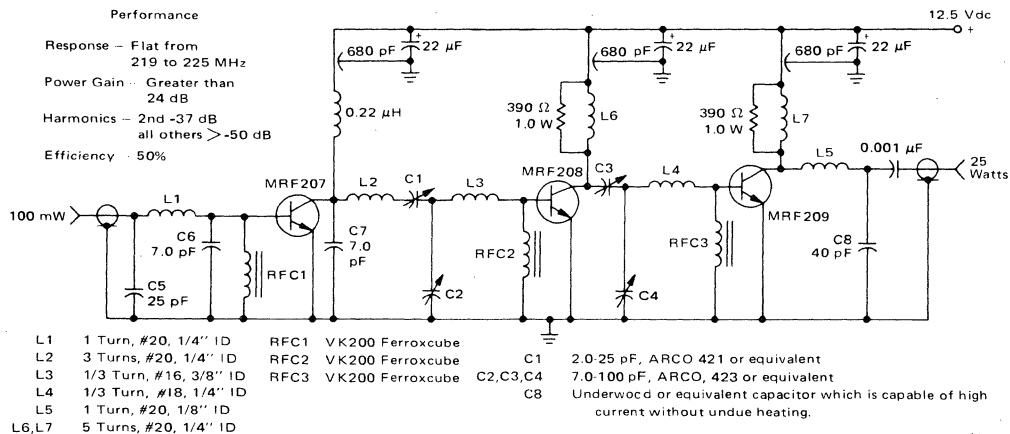 Performance
Response – Flat from
219 to 225 MHz
Power Gain – Greater than
24 dB
Harmonics – 2nd -37 dB
all others > -50 dB
Efficiency - 50%
12.5 Vdc
+
680 pF
+
22 µF
680 pF
+
22 µF
680 pF
+
22 µF
0.22 µH
390 Ω
1.0 W
L6
390 Ω
1.0 W
L7
MRF207
L2
C1
L3
MRF208
C3
L4
MRF209
L5
0.001 µF
25
Watts
100 mW
L1
C6
7.0 pF
C5
25 pF
RFC1
C7
7.0
pF
C2
RFC2
C4
RFC3
C8
40 pF
L1 1 Turn, #20, 1/4'' ID
L2 3 Turns, #20, 1/4'' ID
L3 1/3 Turn, #16, 3/8'' ID
L4 1/3 Turn, #18, 1/4'' ID
L5 1 Turn, #20, 1/8'' ID
L6,L7 5 Turns, #20, 1/4'' ID
RFC1 VK200 Ferroxcube
RFC2 VK200 Ferroxcube
RFC3 VK200 Ferroxcube
C1 2.0-25 pF, ARCO 421 or equivalent
C2,C3,C4 7.0-100 pF, ARCO, 423 or equivalent
C8 Underwood or equivalent capacitor which is capable of high
current without undue heating.